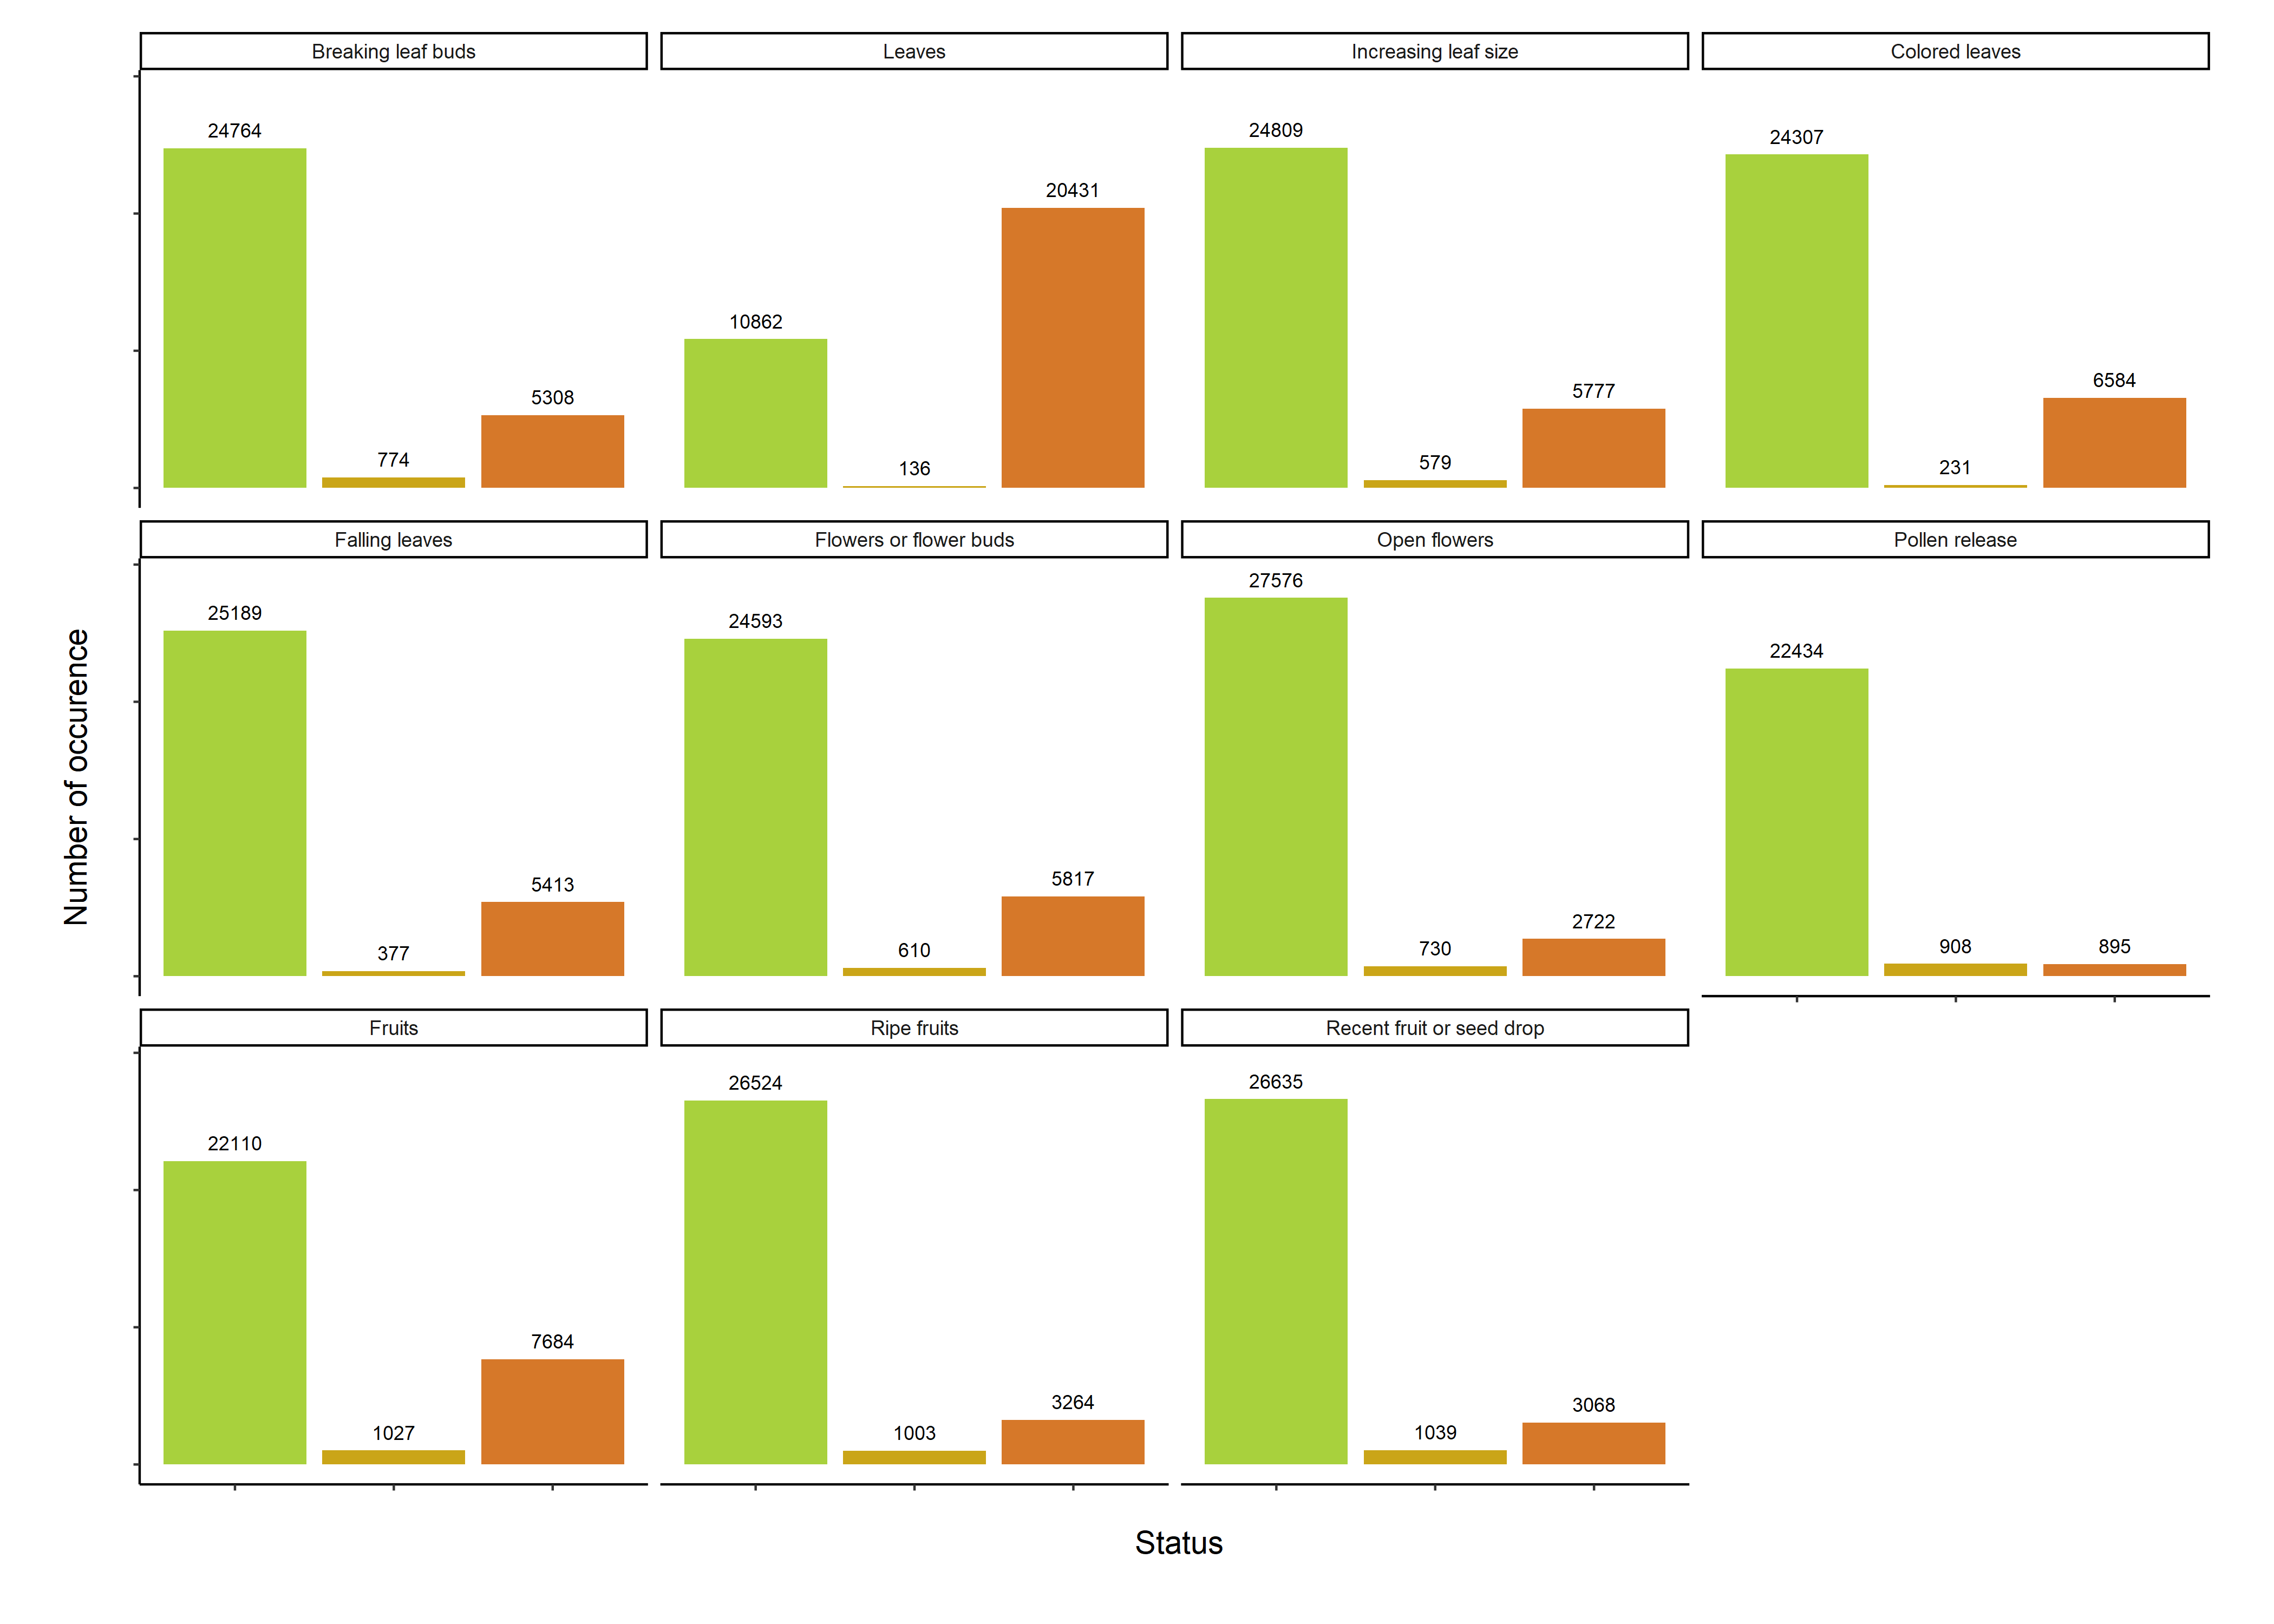 Breaking leaf buds
Leaves
Increasing leaf size
Colored leaves
24764
774
5308
10862
136
20431
24809
579
5777
24307
231
6584
Falling leaves
Flowers or flower buds
Open flowers
Pollen release
25189
377
5413
24593
610
5817
27576
730
2722
22434
908
895
Fruits
Ripe fruits
Recent fruit or seed drop
22110
1027
7684
26524
1003
3264
26635
1039
3068
Number of occurence
Status